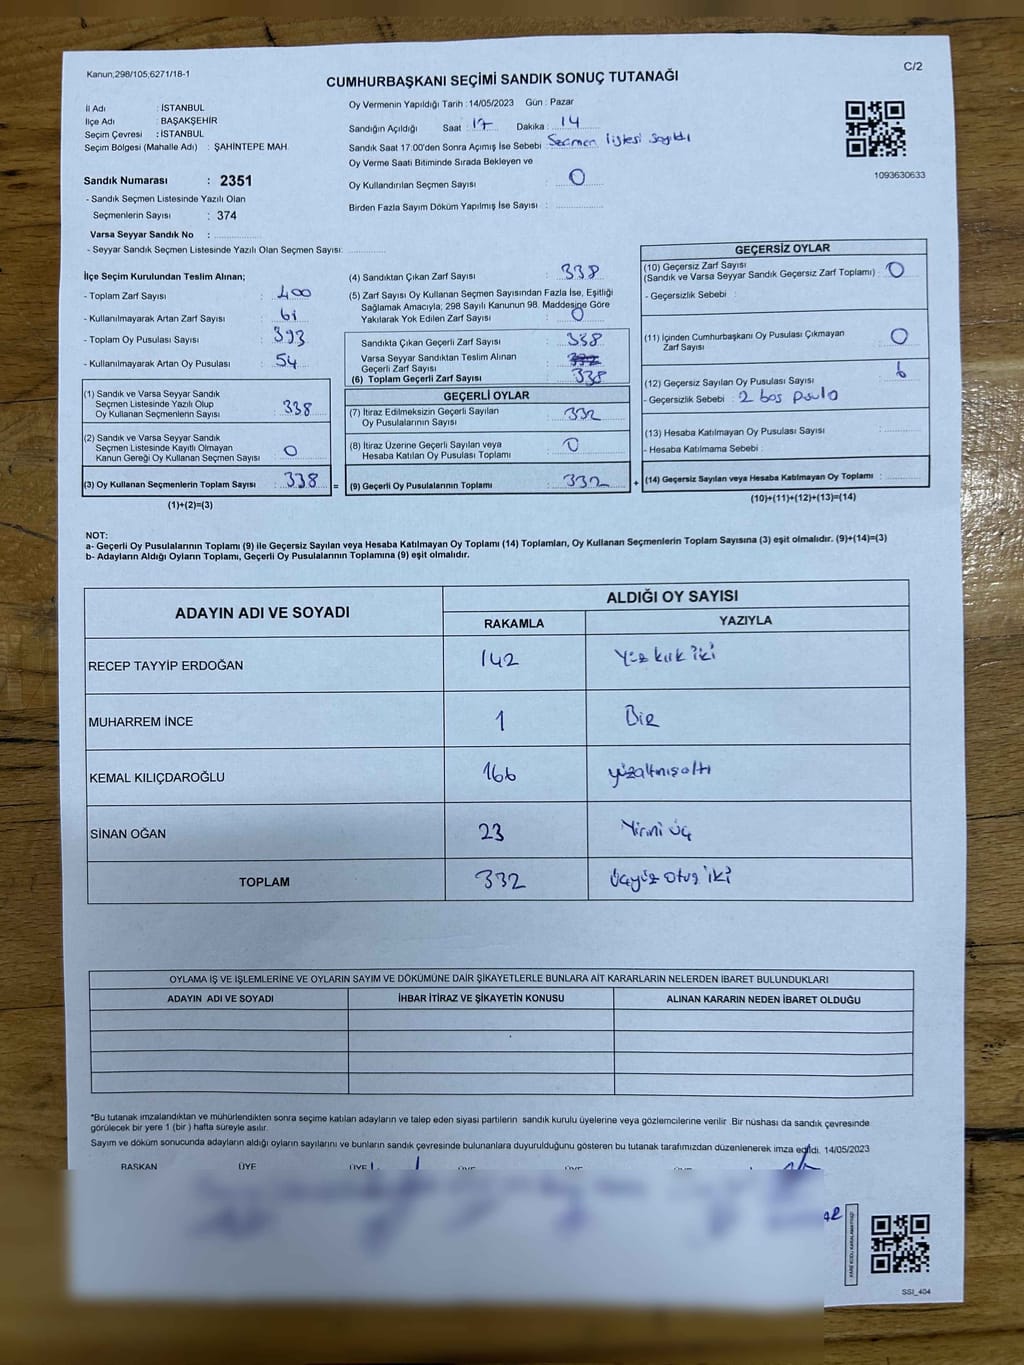 Kanun;298/105;6271/18-1
C/2
CUMHURBAŞKANI SEÇİMİ SANDIK SONUÇ TUTANAĞI
İl Adı : İSTANBUL
İlçe Adı : BAŞAKŞEHİR
Seçim Çevresi : İSTANBUL
Seçim Bölgesi (Mahalle Adı) : ŞAHİNTEPE MAH.
Oy Vermenin Yapıldığı Tarih : 14/05/2023 Gün : Pazar
Sandığın Açıldığı Saat : 17 Dakika : 14
Sandık Saat 17.00'den Sonra Açımış İse Sebebi : Seçmen listesi sayıldı
Oy Verme Saati Bitiminde Sırada Bekleyen ve
Oy Kullandırılan Seçmen Sayısı : 0
Birden Fazla Sayım Döküm Yapılmış İse Sayısı :
1093630633
Sandık Numarası : 2351
- Sandık Seçmen Listesinde Yazılı Olan
Seçmenlerin Sayısı : 374
Varsa Seyyar Sandık No :
- Seyyar Sandık Seçmen Listesinde Yazılı Olan Seçmen Sayısı:
İlçe Seçim Kurulundan Teslim Alınan;
- Toplam Zarf Sayısı : 400
- Kullanılmayarak Artan Zarf Sayısı : 61
- Toplam Oy Pusulası Sayısı : 393
- Kullanılmayarak Artan Oy Pusulası : 54
(1) Sandık ve Varsa Seyyar Sandık
Seçmen Listesinde Yazılı Olup
Oy Kullanan Seçmenlerin Sayısı : 338
(2) Sandık ve Varsa Seyyar Sandık
Seçmen Listesinde Kayıtlı Olmayan
Kanun Gereği Oy Kullanan Seçmen Sayısı : 0
(3) Oy Kullanan Seçmenlerin Toplam Sayısı : 338
(1)+(2)=(3)
(4) Sandıktan Çıkan Zarf Sayısı : 338
(5) Zarf Sayısı Oy Kullanan Seçmen Sayısından Fazla İse, Eşitliği
Sağlamak Amacıyla; 298 Sayılı Kanunun 98. Maddesine Göre
Yakılarak Yok Edilen Zarf Sayısı : 0
Sandıkta Çıkan Geçerli Zarf Sayısı : 338
Varsa Seyyar Sandıktan Teslim Alınan
Geçerli Zarf Sayısı :
(6) Toplam Geçerli Zarf Sayısı : 338
GEÇERLİ OYLAR
(7) İtiraz Edilmeksizin Geçerli Sayılan
Oy Pusulalarının Sayısı : 332
(8) İtiraz Üzerine Geçerli Sayılan veya
Hesaba Katılan Oy Pusulası Toplamı : 0
= (9) Geçerli Oy Pusulalarının Toplamı : 332
GEÇERSİZ OYLAR
(10) Geçersiz Zarf Sayısı
(Sandık ve Varsa Seyyar Sandık Geçersiz Zarf Toplamı) : 0
- Geçersizlik Sebebi :
(11) İçinden Cumhurbaşkanı Oy Pusulası Çıkmayan
Zarf Sayısı : 0
(12) Geçersiz Sayılan Oy Pusulası Sayısı : 6
- Geçersizlik Sebebi : 2 boş pusula
(13) Hesaba Katılmayan Oy Pusulası Sayısı :
- Hesaba Katılmama Sebebi :
+ (14) Geçersiz Sayılan veya Hesaba Katılmayan Oy Toplamı :
(10)+(11)+(12)+(13)=(14)
NOT:
a- Geçerli Oy Pusulalarının Toplamı (9) ile Geçersiz Sayılan veya Hesaba Katılmayan Oy Toplamı (14) Toplamları, Oy Kullanan Seçmenlerin Toplam Sayısına (3) eşit olmalıdır. (9)+(14)=(3)
b- Adayların Aldığı Oyların Toplamı, Geçerli Oy Pusulalarının Toplamına (9) eşit olmalıdır.
ADAYIN ADI VE SOYADI ALDIĞI OY SAYISI
RAKAMLA YAZIYLA
RECEP TAYYİP ERDOĞAN 142 Yüz kırk iki
MUHARREM İNCE 1 Bir
KEMAL KILIÇDAROĞLU 166 yüzaltmışaltı
SİNAN OĞAN 23 Yirmi üç
TOPLAM 332 üçyüz otuz iki
OYLAMA İŞ VE İŞLEMLERİNE VE OYLARIN SAYIM VE DÖKÜMÜNE DAİR ŞİKAYETLERLE BUNLARA AİT KARARLARIN NELERDEN İBARET BULUNDUKLARI
ADAYIN ADI VE SOYADI İHBAR İTİRAZ VE ŞİKAYETİN KONUSU ALINAN KARARIN NEDEN İBARET OLDUĞU
*Bu tutanak imzalandıktan ve mühürlendikten sonra seçime katılan adayların ve talep eden siyasi partilerin sandık kurulu üyelerine veya gözlemcilerine verilir. Bir nüshası da sandık çevresinde
görülecek bir yere 1 (bir) hafta süreyle asılır.
Sayım ve döküm sonucunda adayların aldığı oyların sayılarını ve bunların sandık çevresinde bulunanlara duyurulduğunu gösteren bu tutanak tarafımızdan düzenlenerek imza edildi. 14/05/2023
BAŞKAN ÜYE ÜYE ÜYE ÜYE ÜYE
KARE KODU KARALAMAYINIZ!
SSI_404